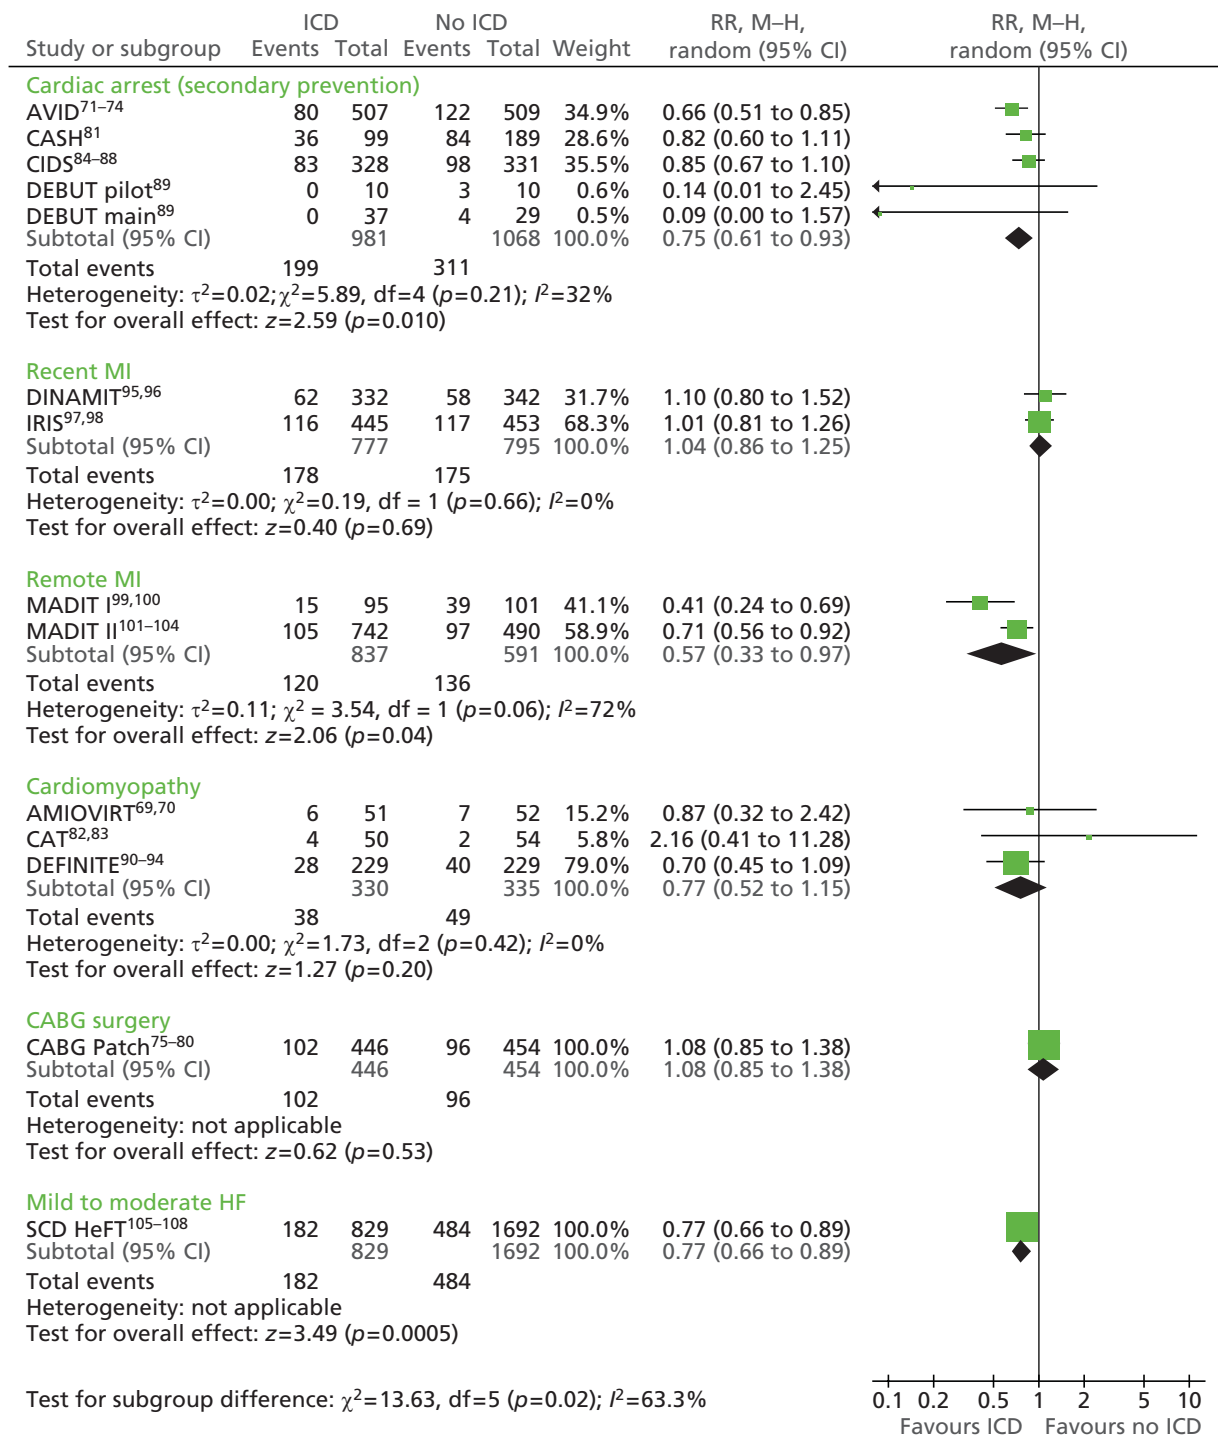 ICD No ICD RR, M–H, RR, M–H,
Study or subgroup Events Total Events Total Weight random (95% CI) random (95% CI)
Cardiac arrest (secondary prevention)
AVID71–74 80 507 122 509 34.9% 0.66 (0.51 to 0.85)
CASH81 36 99 84 189 28.6% 0.82 (0.60 to 1.11)
CIDS84–88 83 328 98 331 35.5% 0.85 (0.67 to 1.10)
DEBUT pilot89 0 10 3 10 0.6% 0.14 (0.01 to 2.45)
DEBUT main89 0 37 4 29 0.5% 0.09 (0.00 to 1.57)
Subtotal (95% CI) 981 1068 100.0% 0.75 (0.61 to 0.93)
Total events 199 311
Heterogeneity: τ2=0.02;χ2=5.89, df=4 (p=0.21); I2=32%
Test for overall effect: z=2.59 (p=0.010)
Recent MI
DINAMIT95,96 62 332 58 342 31.7% 1.10 (0.80 to 1.52)
IRIS97,98 116 445 117 453 68.3% 1.01 (0.81 to 1.26)
Subtotal (95% CI) 777 795 100.0% 1.04 (0.86 to 1.25)
Total events 178 175
Heterogeneity: τ2=0.00; χ2=0.19, df = 1 (p=0.66); I2=0%
Test for overall effect: z=0.40 (p=0.69)
Remote MI
MADIT I99,100 15 95 39 101 41.1% 0.41 (0.24 to 0.69)
MADIT II101–104 105 742 97 490 58.9% 0.71 (0.56 to 0.92)
Subtotal (95% CI) 837 591 100.0% 0.57 (0.33 to 0.97)
Total events 120 136
Heterogeneity: τ2=0.11; χ2 = 3.54, df = 1 (p=0.06); I2=72%
Test for overall effect: z=2.06 (p=0.04)
Cardiomyopathy
AMIOVIRT69,70 6 51 7 52 15.2% 0.87 (0.32 to 2.42)
CAT82,83 4 50 2 54 5.8% 2.16 (0.41 to 11.28)
DEFINITE90–94 28 229 40 229 79.0% 0.70 (0.45 to 1.09)
Subtotal (95% CI) 330 335 100.0% 0.77 (0.52 to 1.15)
Total events 38 49
Heterogeneity: τ2=0.00; χ2=1.73, df=2 (p=0.42); I2=0%
Test for overall effect: z=1.27 (p=0.20)
CABG surgery
CABG Patch75–80 102 446 96 454 100.0% 1.08 (0.85 to 1.38)
Subtotal (95% CI) 446 454 100.0% 1.08 (0.85 to 1.38)
Total events 102 96
Heterogeneity: not applicable
Test for overall effect: z=0.62 (p=0.53)
Mild to moderate HF
SCD HeFT105–108 182 829 484 1692 100.0% 0.77 (0.66 to 0.89)
Subtotal (95% CI) 829 1692 100.0% 0.77 (0.66 to 0.89)
Total events 182 484
Heterogeneity: not applicable
Test for overall effect: z=3.49 (p=0.0005)
Test for subgroup difference: χ2=13.63, df=5 (p=0.02); I2=63.3%
0.1 0.2 0.5 1 2 5 10
Favours ICD Favours no ICD